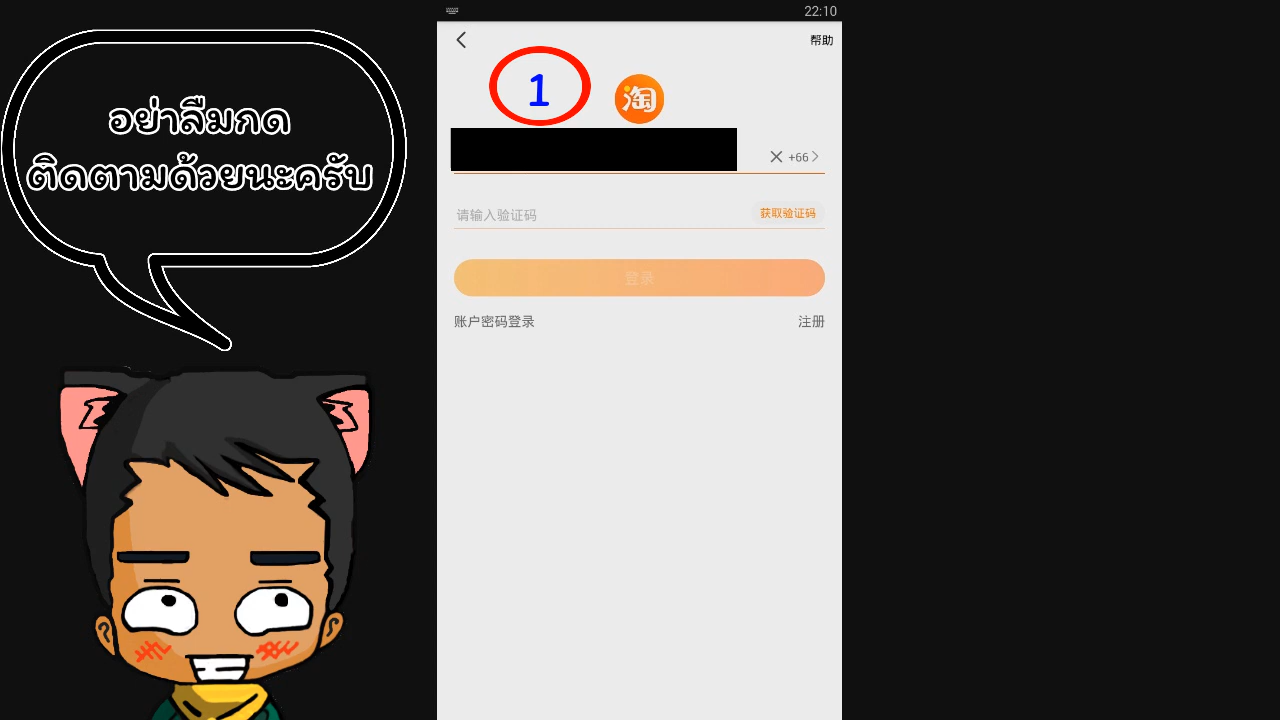 อย่าลืมกด
ติดตามด้วยนะครับ
22:10
帮助
1
淘
+66
请输入验证码
获取验证码
登录
账户密码登录
注册